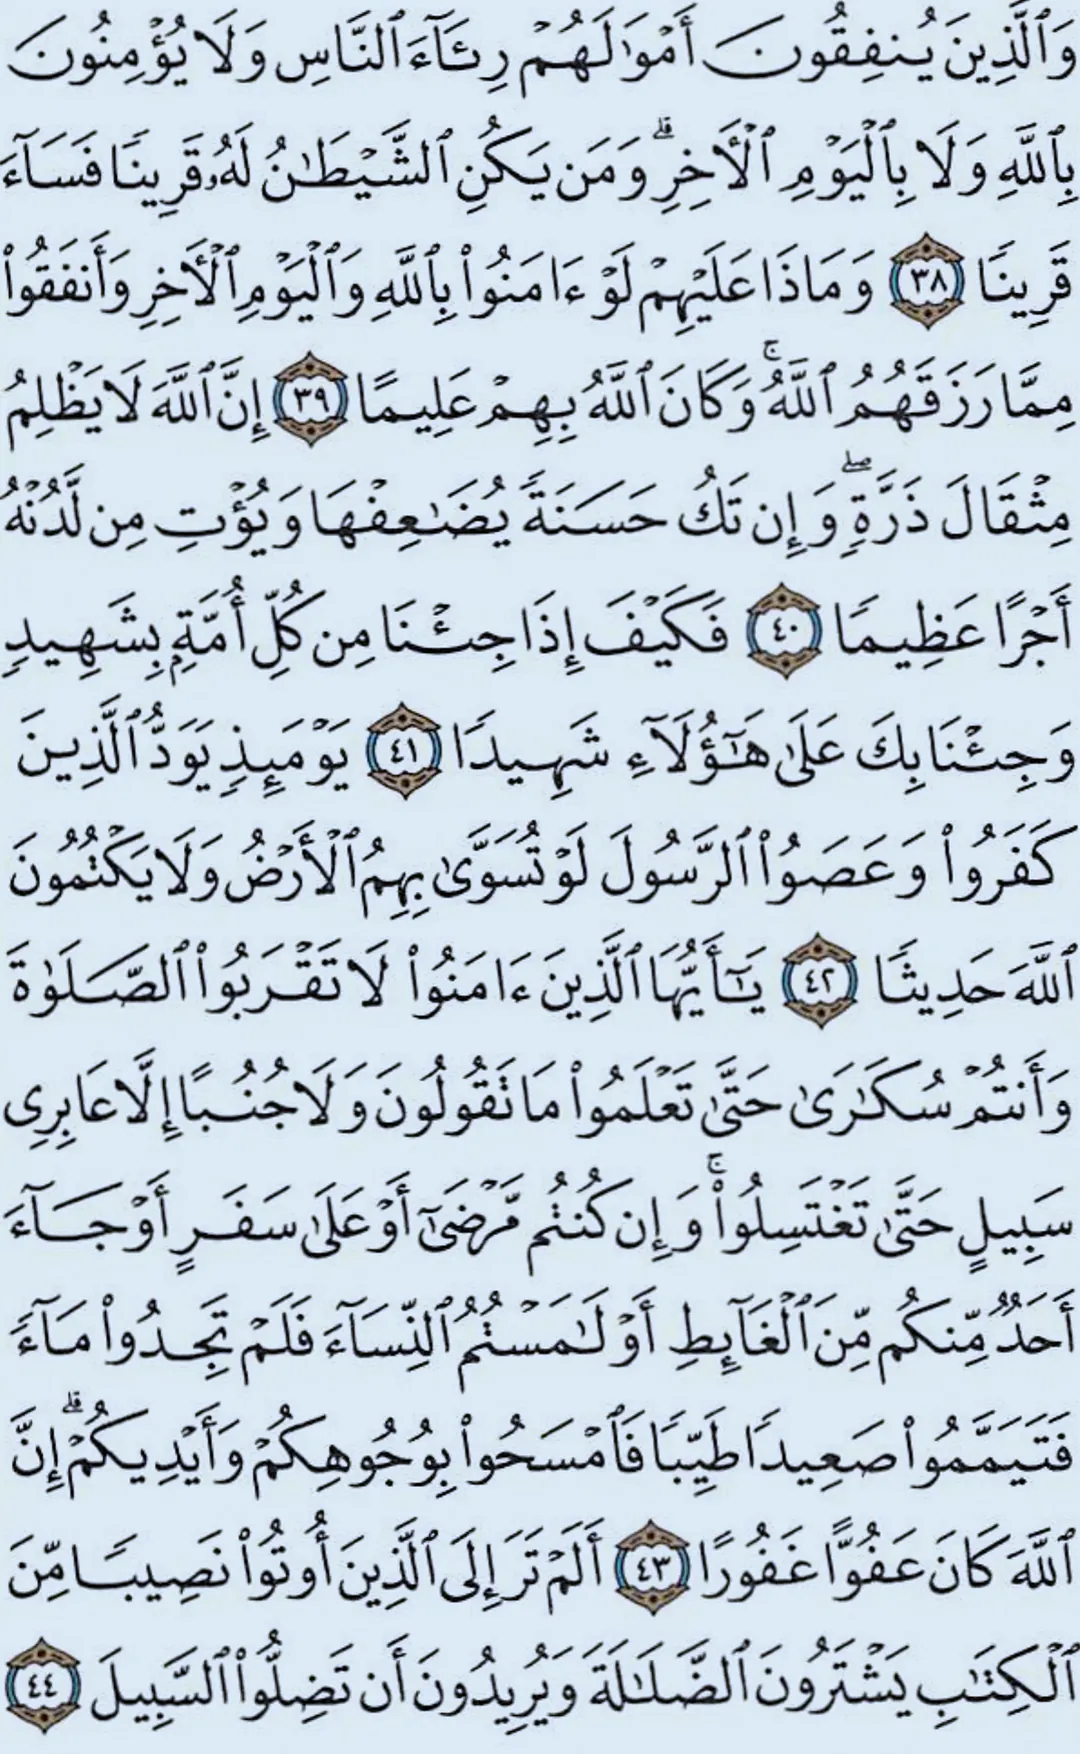 وَٱلَّذِينَ يُنفِقُونَ أَمْوَٰلَهُمْ رِئَآءَ ٱلنَّاسِ وَلَا يُؤْمِنُونَ
بِٱللَّهِ وَلَا بِٱلْيَوْمِ ٱلْأَخِرِ ۗ وَمَن يَكُنِ ٱلشَّيْطَـٰنُ لَهُۥ قَرِينًا فَسَآءَ
قَرِينًا ٣٨ وَمَاذَا عَلَيْهِمْ لَوْ ءَامَنُوا۟ بِٱللَّهِ وَٱلْيَوْمِ ٱلْأَخِرِ وَأَنفَقُوا۟
مِمَّا رَزَقَهُمُ ٱللَّهُ ۚ وَكَانَ ٱللَّهُ بِهِمْ عَلِيمًا ٣٩ إِنَّ ٱللَّهَ لَا يَظْلِمُ
مِثْقَالَ ذَرَّةٍ ۖ وَإِن تَكُ حَسَنَةً يُضَـٰعِفْهَا وَيُؤْتِ مِن لَّدُنْهُ
أَجْرًا عَظِيمًا ٤٠ فَكَيْفَ إِذَا جِئْنَا مِن كُلِّ أُمَّةٍۭ بِشَهِيدٍ
وَجِئْنَا بِكَ عَلَىٰ هَـٰٓؤُلَآءِ شَهِيدًا ٤١ يَوْمَئِذٍ يَوَدُّ ٱلَّذِينَ
كَفَرُوا۟ وَعَصَوُا۟ ٱلرَّسُولَ لَوْ تُسَوَّىٰ بِهِمُ ٱلْأَرْضُ وَلَا يَكْتُمُونَ
ٱللَّهَ حَدِيثًا ٤٢ يَـٰٓأَيُّهَا ٱلَّذِينَ ءَامَنُوا۟ لَا تَقْرَبُوا۟ ٱلصَّلَوٰةَ
وَأَنتُمْ سُكَـٰرَىٰ حَتَّىٰ تَعْلَمُوا۟ مَا تَقُولُونَ وَلَا جُنُبًا إِلَّا عَابِرِى
سَبِيلٍ حَتَّىٰ تَغْتَسِلُوا۟ ۚ وَإِن كُنتُم مَّرْضَىٰٓ أَوْ عَلَىٰ سَفَرٍ أَوْ جَآءَ
أَحَدٌ مِّنكُم مِّنَ ٱلْغَآئِطِ أَوْ لَـٰمَسْتُمُ ٱلنِّسَآءَ فَلَمْ تَجِدُوا۟ مَآءً
فَتَيَمَّمُوا۟ صَعِيدًا طَيِّبًا فَٱمْسَحُوا۟ بِوُجُوهِكُمْ وَأَيْدِيكُمْ ۗ إِنَّ
ٱللَّهَ كَانَ عَفُوًّا غَفُورًا ٤٣ أَلَمْ تَرَ إِلَى ٱلَّذِينَ أُوتُوا۟ نَصِيبًا مِّنَ
ٱلْكِتَـٰبِ يَشْتَرُونَ ٱلضَّلَـٰلَةَ وَيُرِيدُونَ أَن تَضِلُّوا۟ ٱلسَّبِيلَ ٤٤